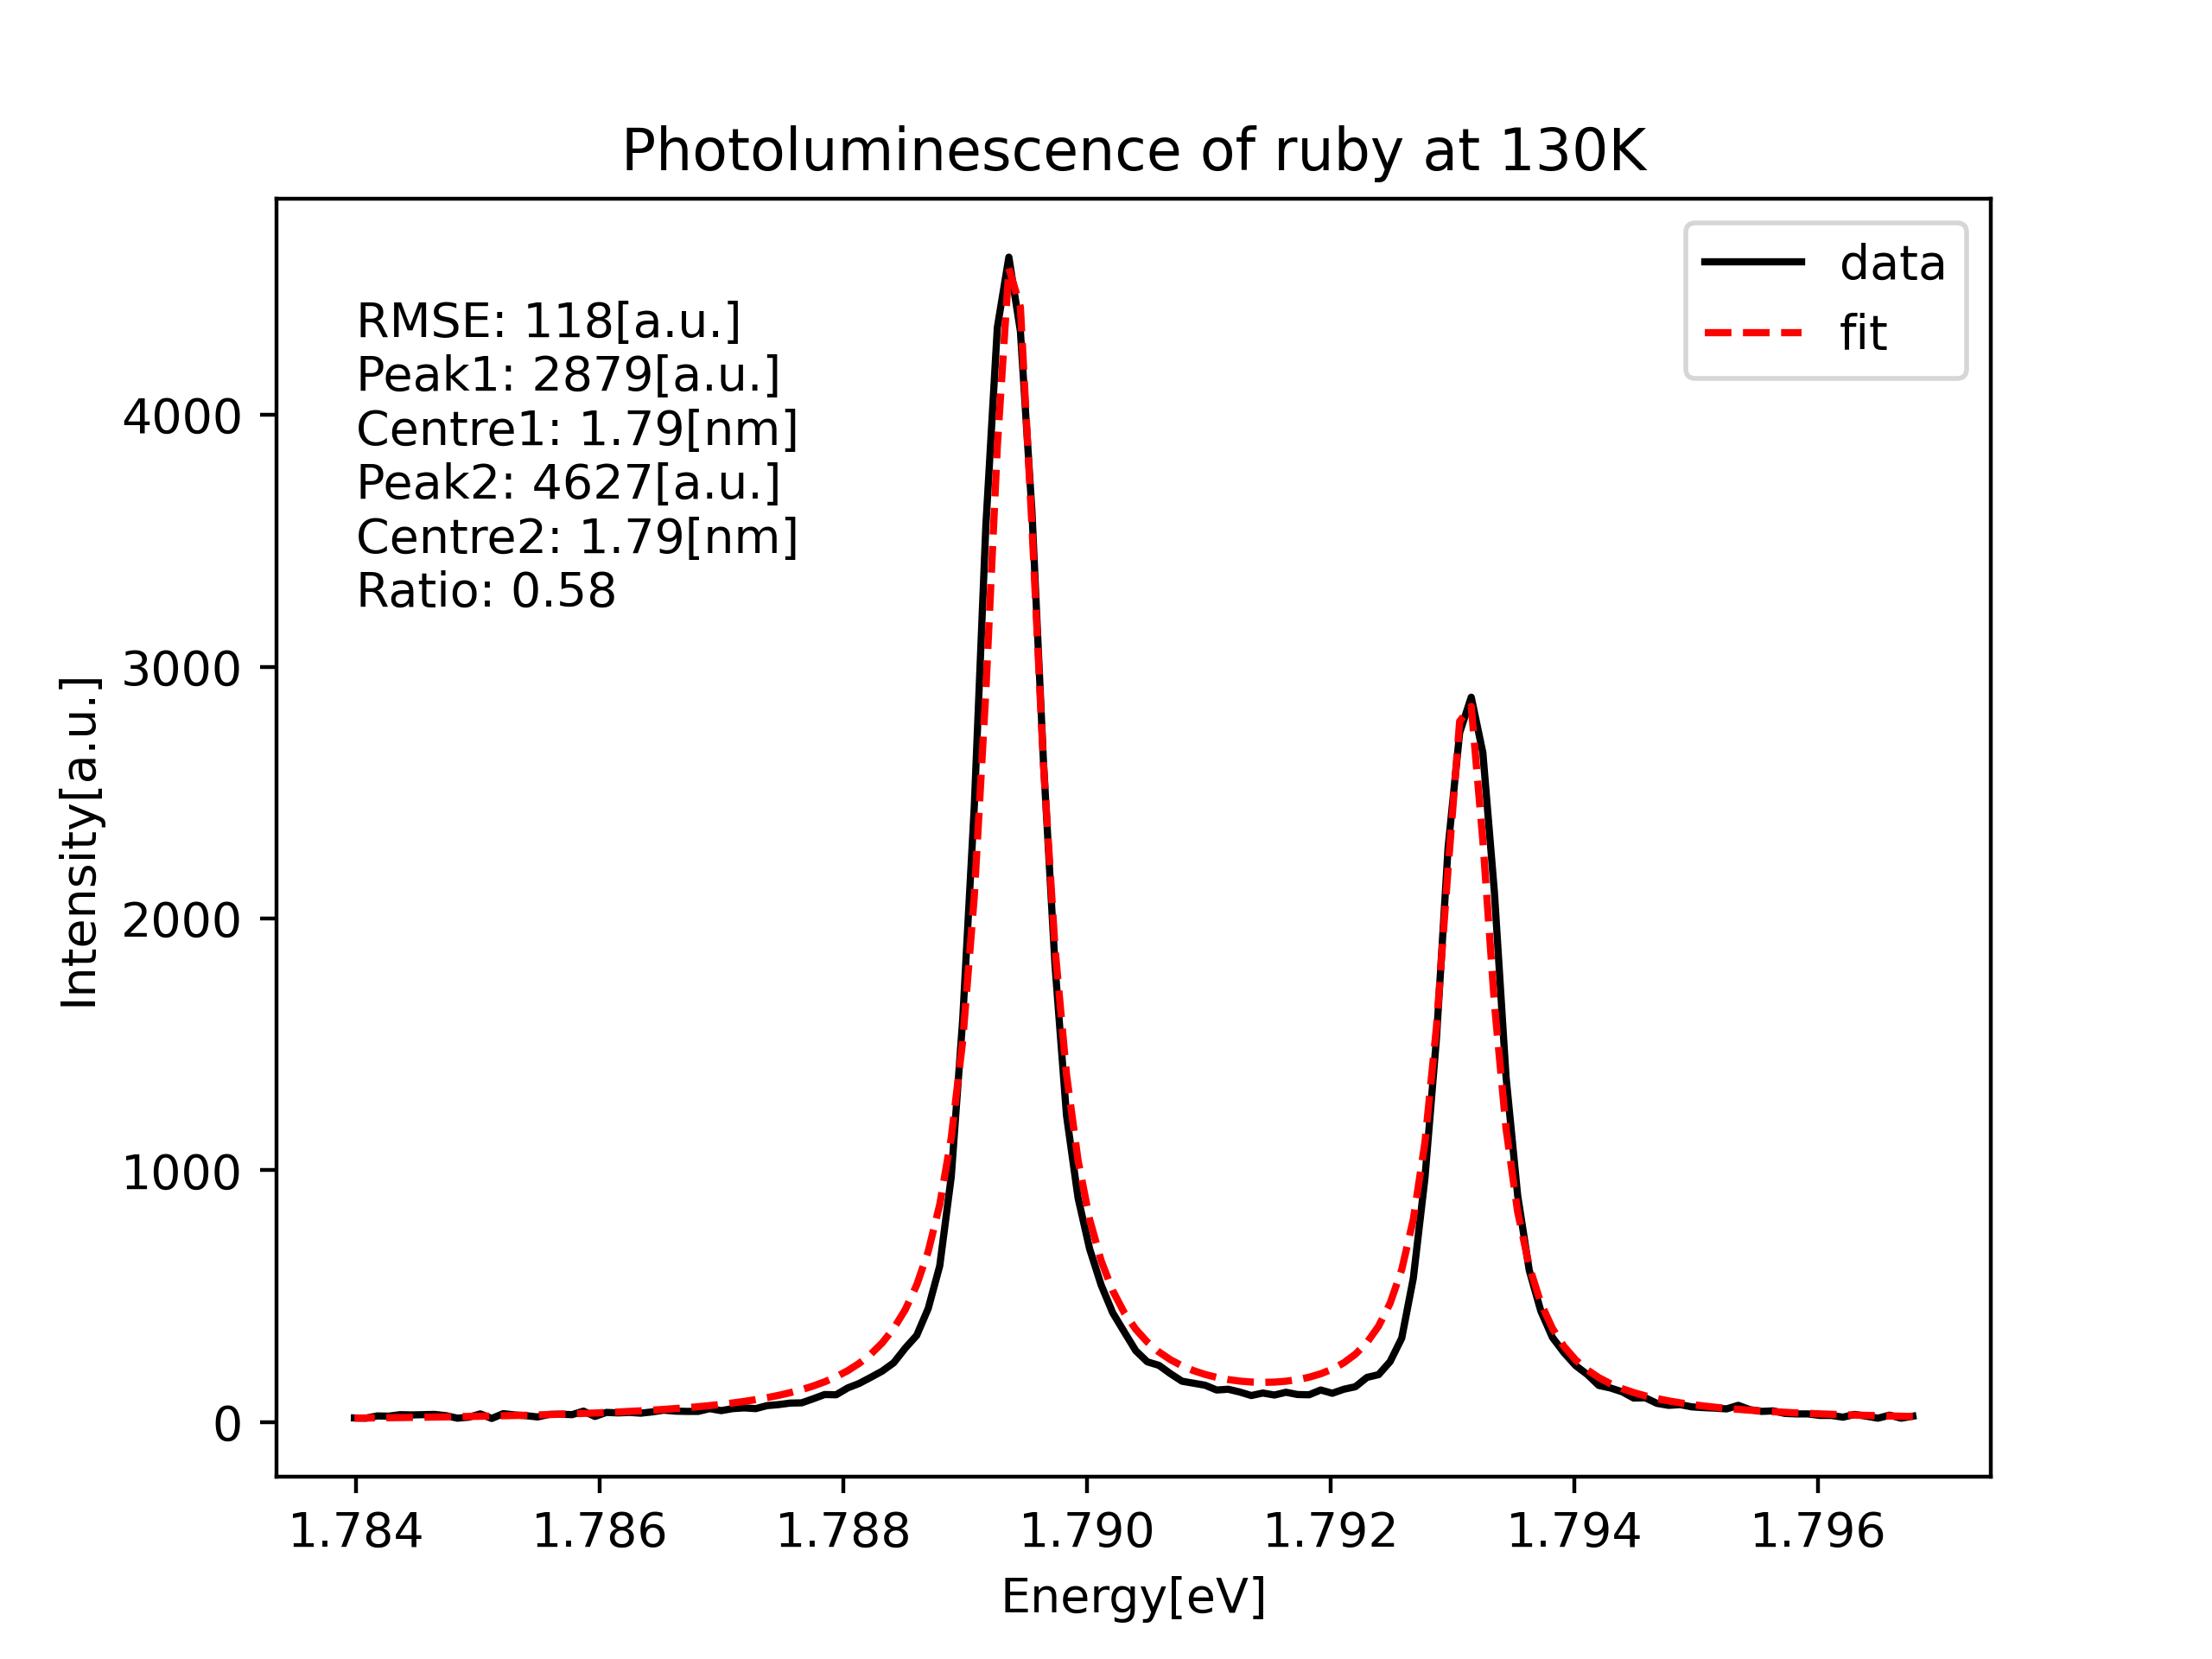 Photoluminescence of ruby at 130K
data
fit
RMSE: 118[a.u.]
Peak1: 2879[a.u.]
Centre1: 1.79[nm]
Peak2: 4627[a.u.]
Centre2: 1.79[nm]
Ratio: 0.58
Intensity[a.u.]
4000
3000
2000
1000
0
1.784 1.786 1.788 1.790 1.792 1.794 1.796
Energy[eV]